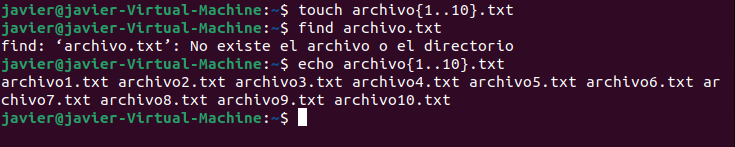 javier@javier-Virtual-Machine:~$ touch archivo{1..10}.txt
javier@javier-Virtual-Machine:~$ find archivo.txt
find: ‘archivo.txt’: No existe el archivo o el directorio
javier@javier-Virtual-Machine:~$ echo archivo{1..10}.txt
archivo1.txt archivo2.txt archivo3.txt archivo4.txt archivo5.txt archivo6.txt ar
chivo7.txt archivo8.txt archivo9.txt archivo10.txt
javier@javier-Virtual-Machine:~$